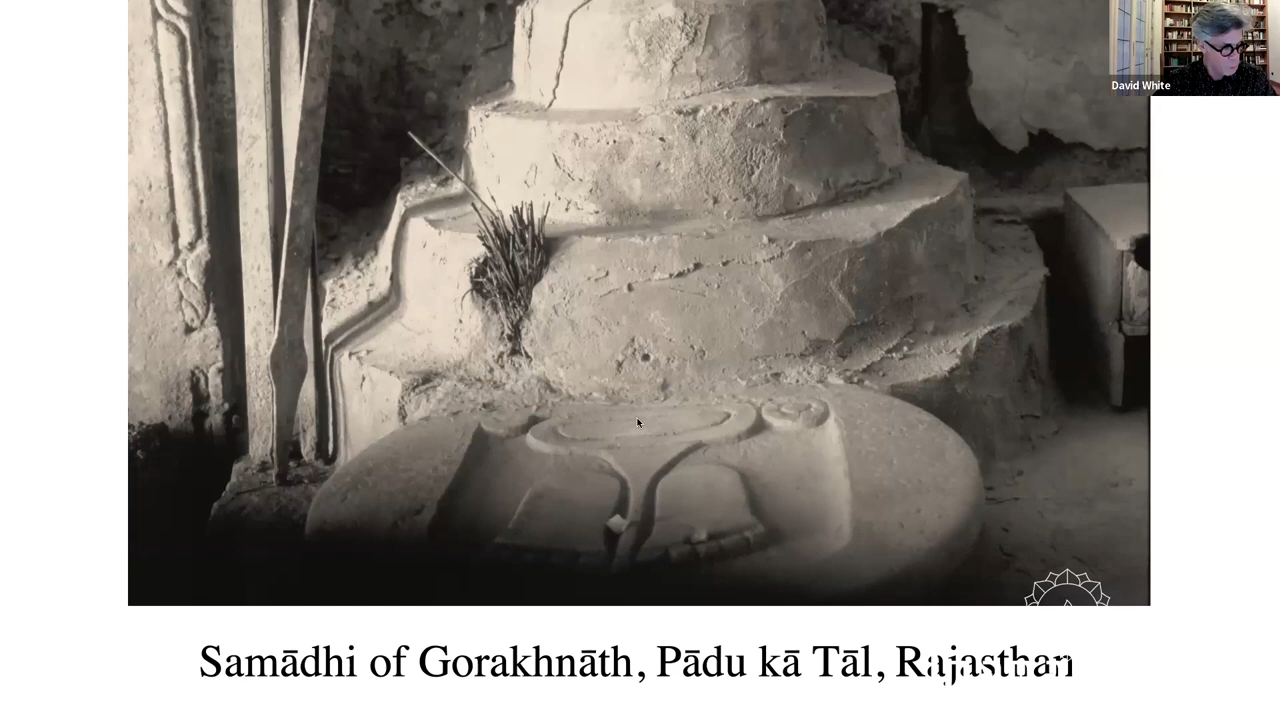 David White
Samādhi of Gorakhnāth, Pādu kā Tāl, Rajasthan